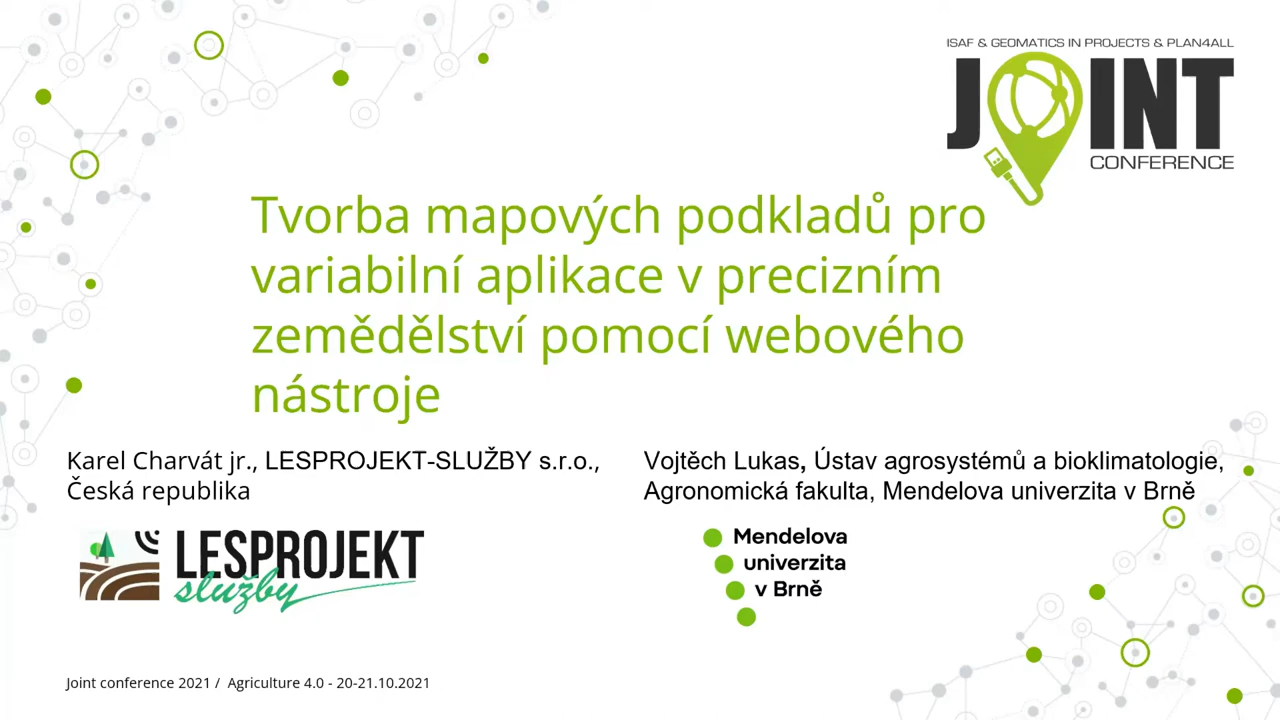 ISAF & GEOMATICS IN PROJECTS & PLAN4ALL
JOINT
CONFERENCE
Tvorba mapových podkladů pro
variabilní aplikace v precizním
zemědělství pomocí webového
nástroje
Karel Charvát jr., LESPROJEKT-SLUŽBY s.r.o.,
Česká republika
Vojtěch Lukas, Ústav agrosystémů a bioklimatologie,
Agronomická fakulta, Mendelova univerzita v Brně
LESPROJEKT
služby
Mendelova
univerzita
v Brně
Joint conference 2021 / Agriculture 4.0 - 20-21.10.2021